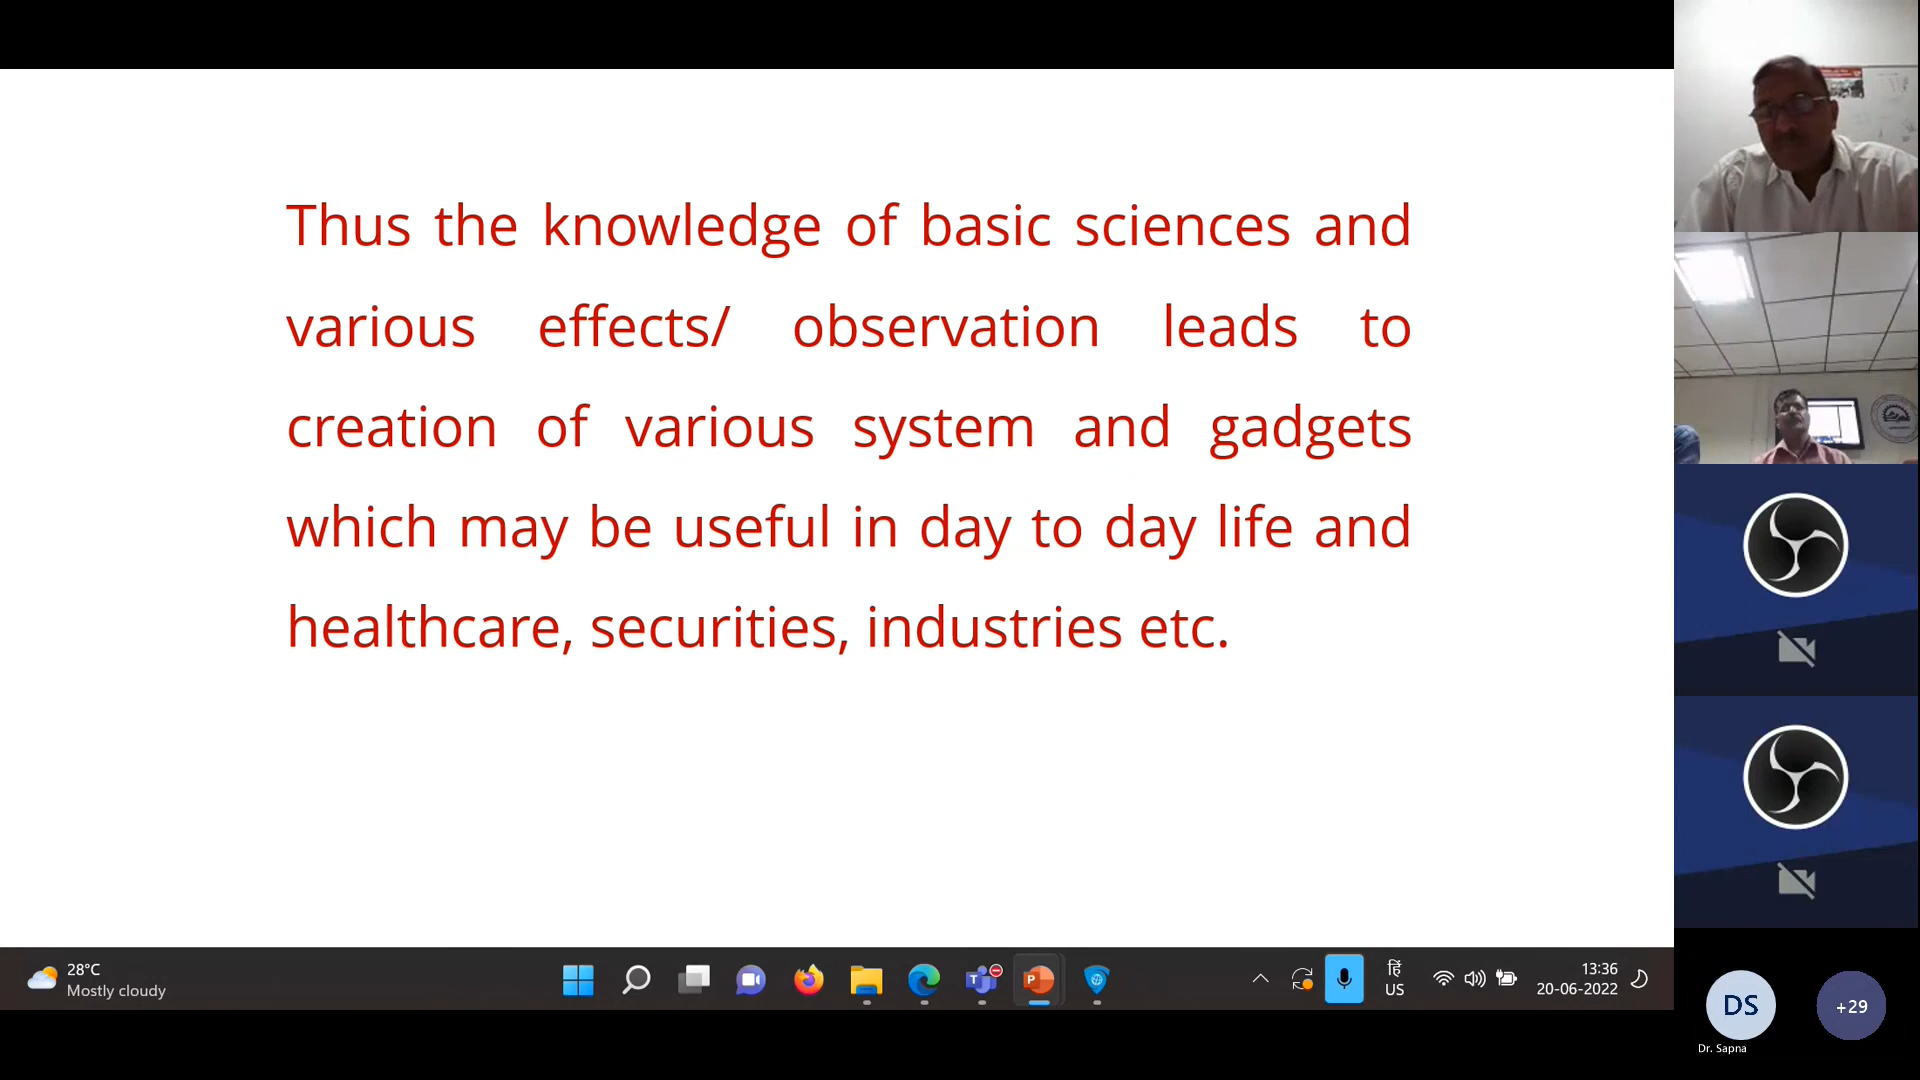 Thus the knowledge of basic sciences and
various effects/ observation leads to
creation of various system and gadgets
which may be useful in day to day life and
healthcare, securities, industries etc.
28°C
Mostly cloudy
हिं
US
13:36
20-06-2022
DS
Dr. Sapna
+29